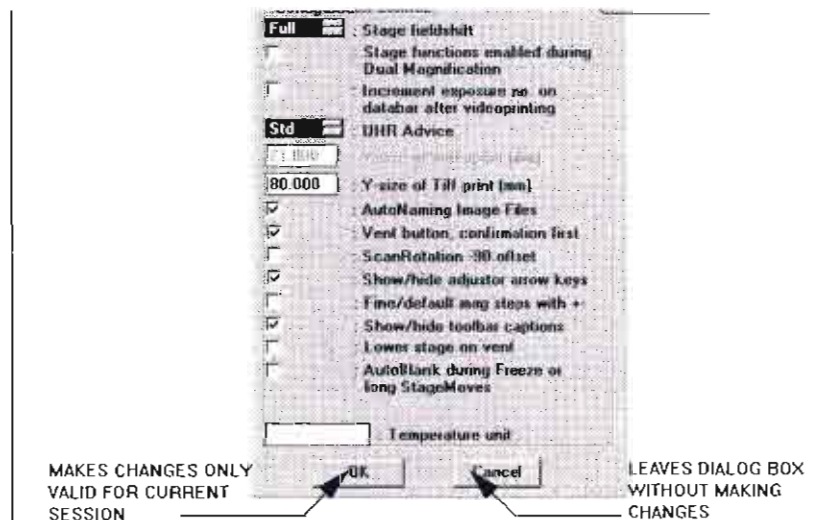 Full : Stage fieldshift
: Stage functions enabled during
Dual Magnification
: Increment exposure no. on
databar after videoprinting
Std : UHR Advice
80.000 : Y-size of Tiff print [mm]
: AutoNaming Image Files
: Vent button, confirmation first
: ScanRotation -90 offset
: Show/hide adjustor arrow keys
: Fine/default mag steps with +
: Show/hide toolbar captions
: Lower stage on vent
: AutoBlank during Freeze or
long StageMoves
: Temperature unit
OK
Cancel
MAKES CHANGES ONLY
VALID FOR CURRENT
SESSION
LEAVES DIALOG BOX
WITHOUT MAKING
CHANGES